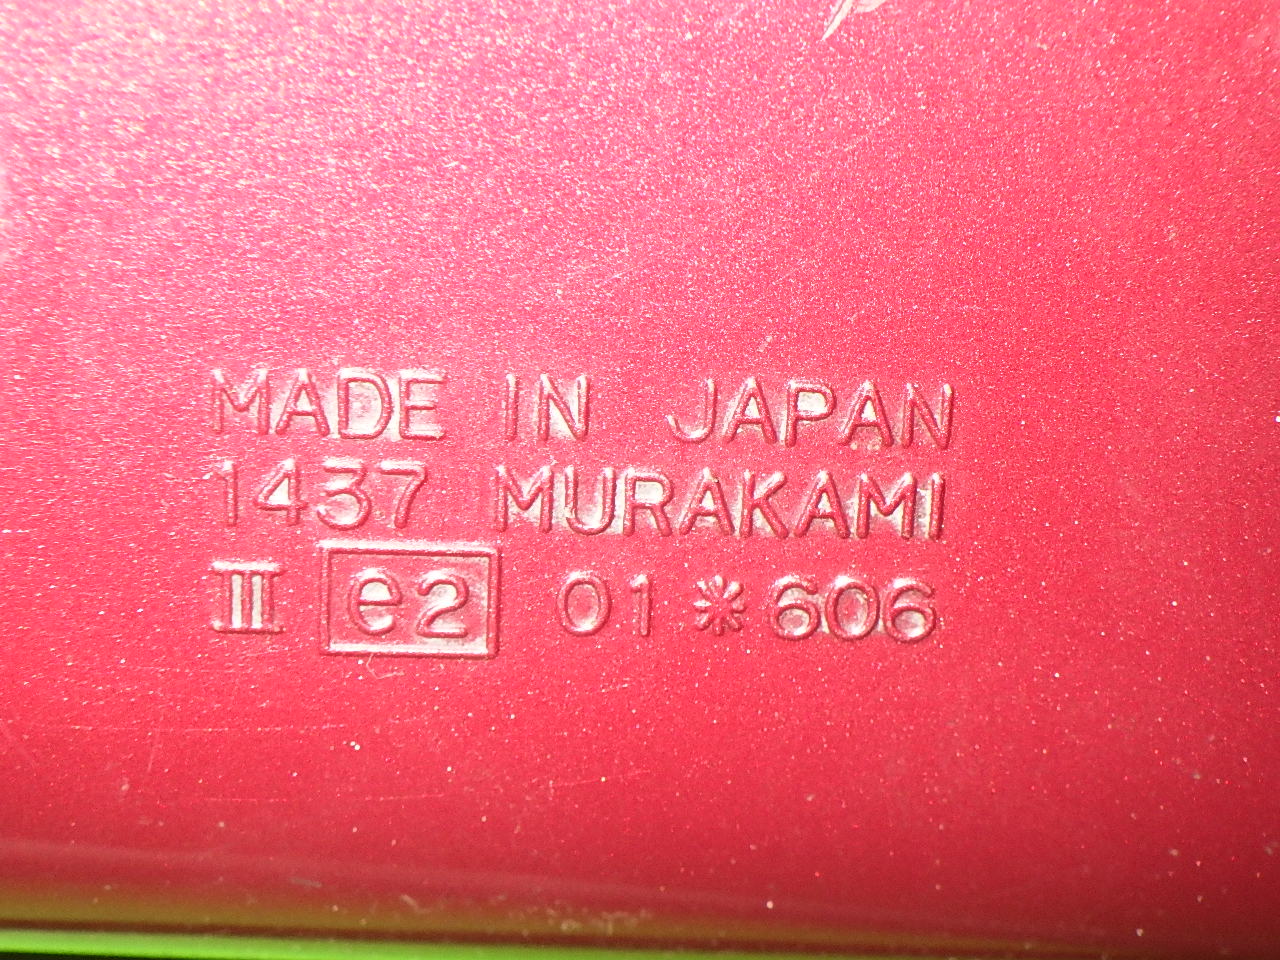 MADE IN JAPAN
1437 MURAKAMI
III e2 01*606